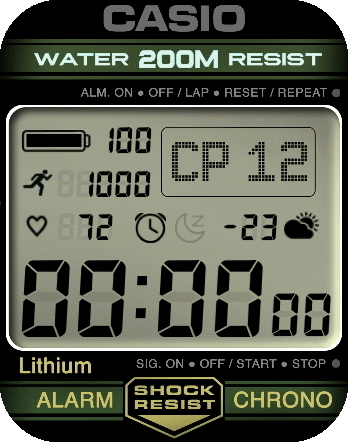 CASIO
WATER 200M RESIST
ALM. ON ● OFF / LAP ● RESET / REPEAT ●
100
CP 12
1000
72 -23
00:00 00
Lithium SIG. ON ● OFF / START ● STOP ●
ALARM SHOCK RESIST CHRONO